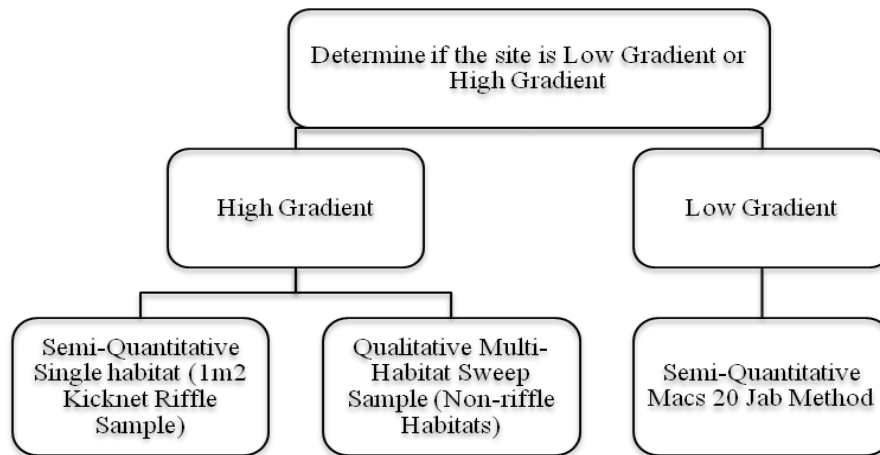 Determine if the site is Low Gradient or
High Gradient
High Gradient
Low Gradient
Semi-Quantitative
Single habitat (1m2
Kicknet Riffle
Sample)
Qualitative Multi-
Habitat Sweep
Sample (Non-riffle
Habitats)
Semi-Quantitative
Macs 20 Jab Method